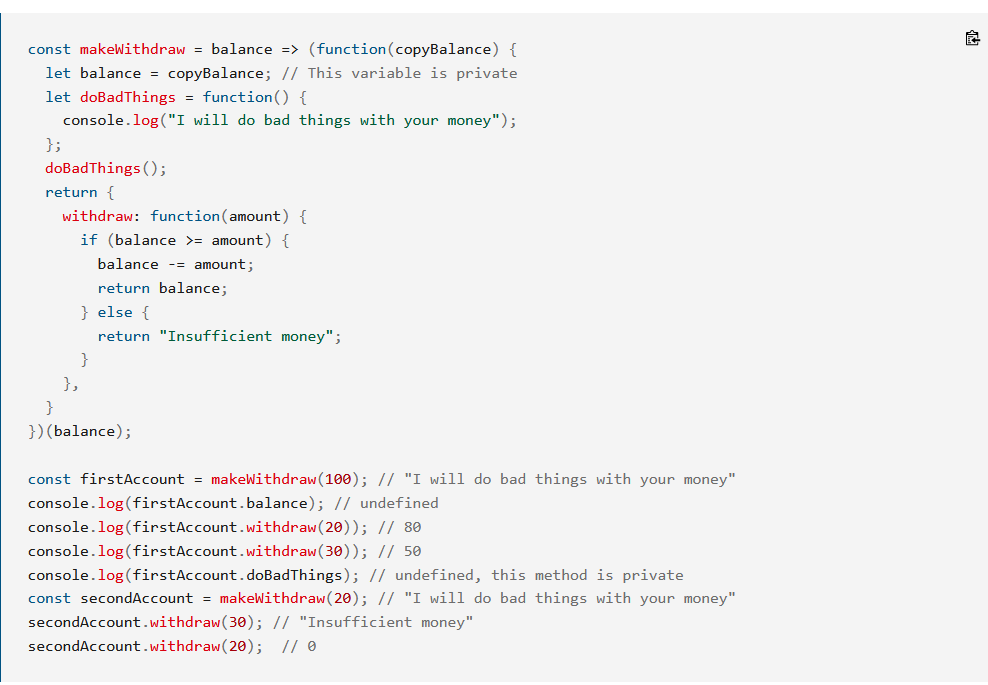 const makeWithdraw = balance => (function(copyBalance) {
  let balance = copyBalance; // This variable is private
  let doBadThings = function() {
    console.log("I will do bad things with your money");
  };
  doBadThings();
  return {
    withdraw: function(amount) {
      if (balance >= amount) {
        balance -= amount;
        return balance;
      } else {
        return "Insufficient money";
      }
    },
  }
})(balance);

const firstAccount = makeWithdraw(100); // "I will do bad things with your money"
console.log(firstAccount.balance); // undefined
console.log(firstAccount.withdraw(20)); // 80
console.log(firstAccount.withdraw(30)); // 50
console.log(firstAccount.doBadThings); // undefined, this method is private
const secondAccount = makeWithdraw(20); // "I will do bad things with your money"
secondAccount.withdraw(30); // "Insufficient money"
secondAccount.withdraw(20);  // 0